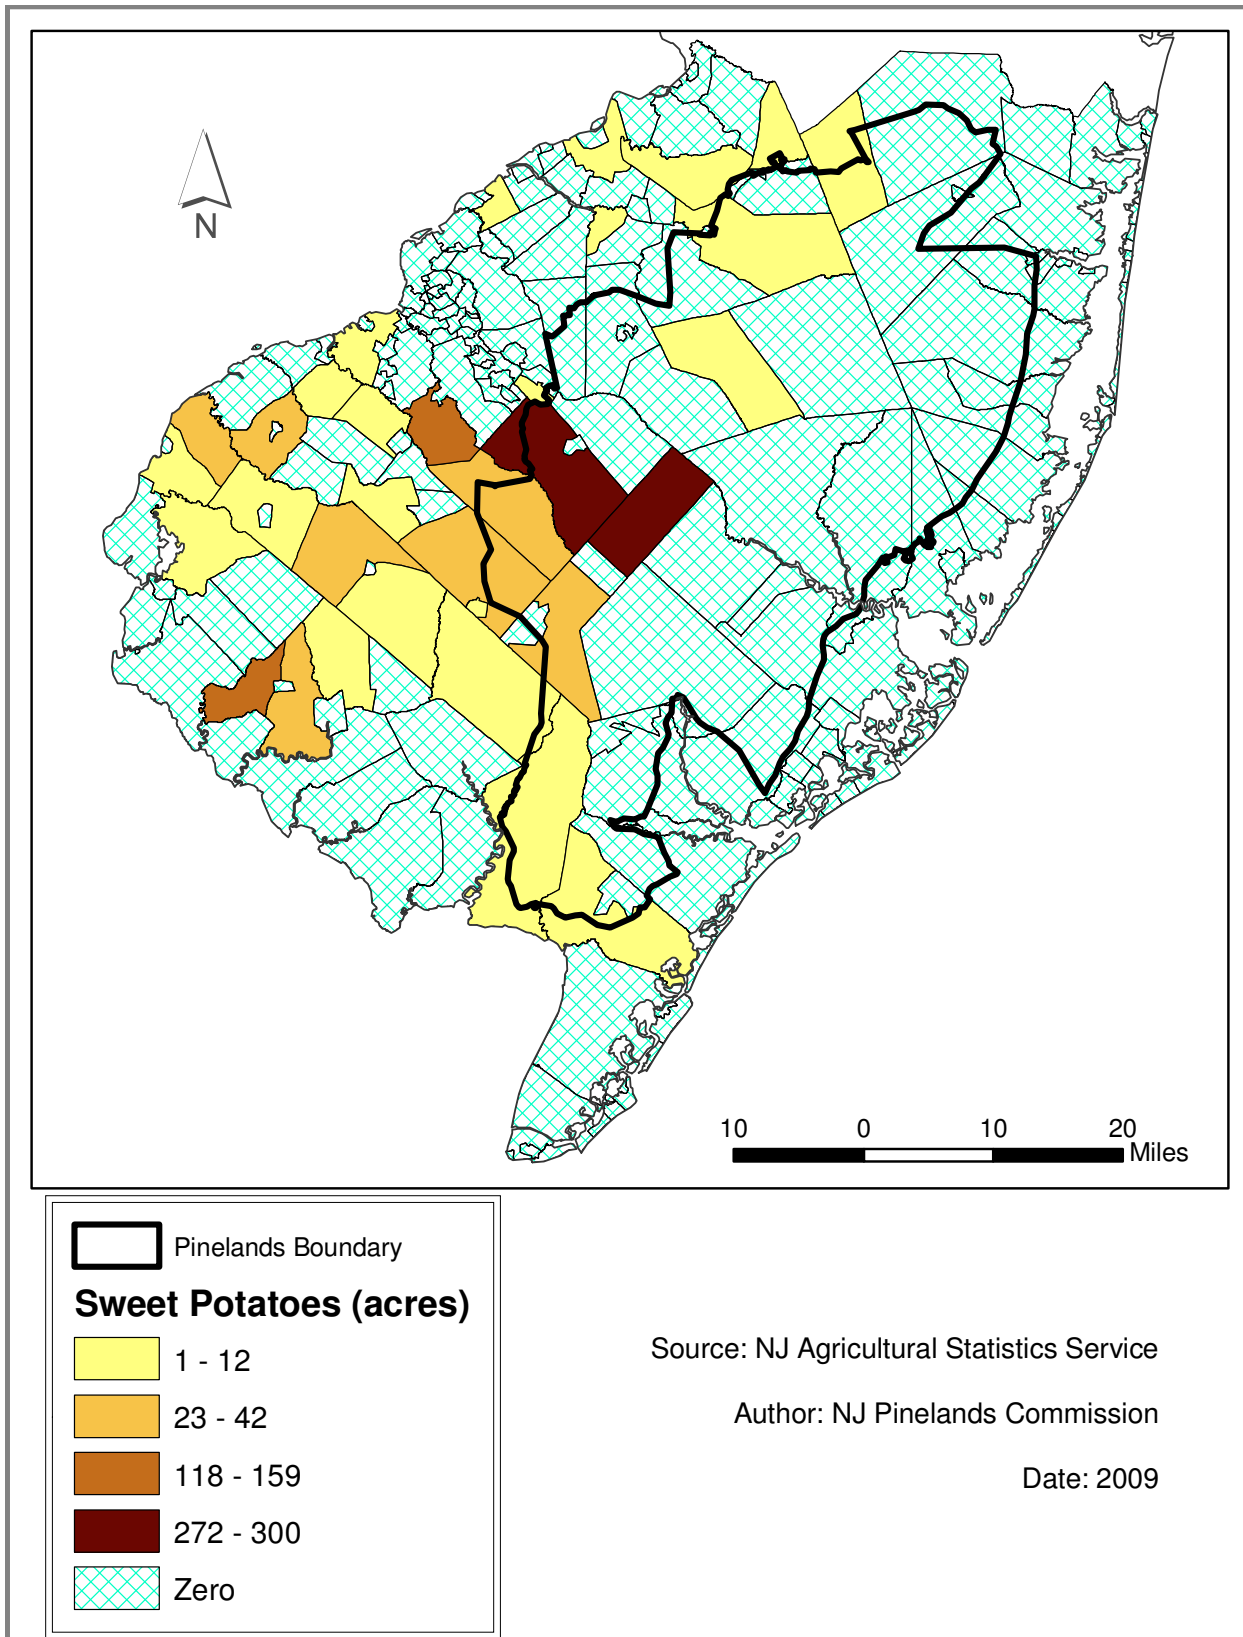 N
10 0 10 20
Miles
Pinelands Boundary
Sweet Potatoes (acres)
1 - 12
23 - 42
118 - 159
272 - 300
Zero
Source: NJ Agricultural Statistics Service
Author: NJ Pinelands Commission
Date: 2009